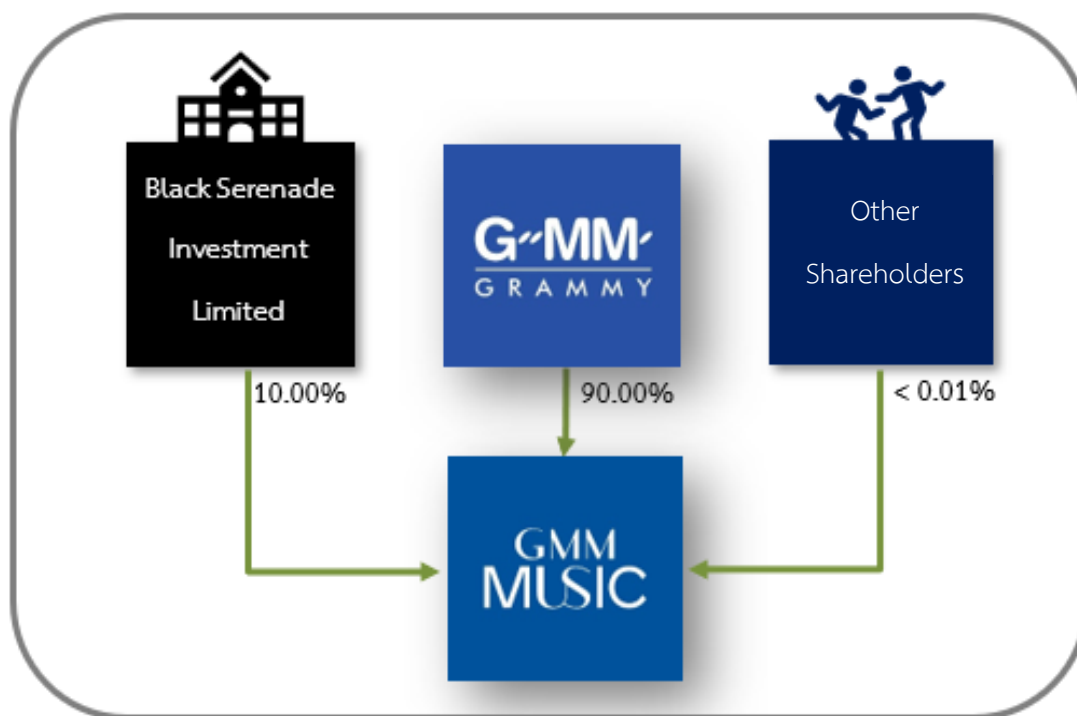 Black Serenade
Investment
Limited
G MM
GRAMMY
Other
Shareholders
10.00%
90.00%
< 0.01%
GMM
MUSIC